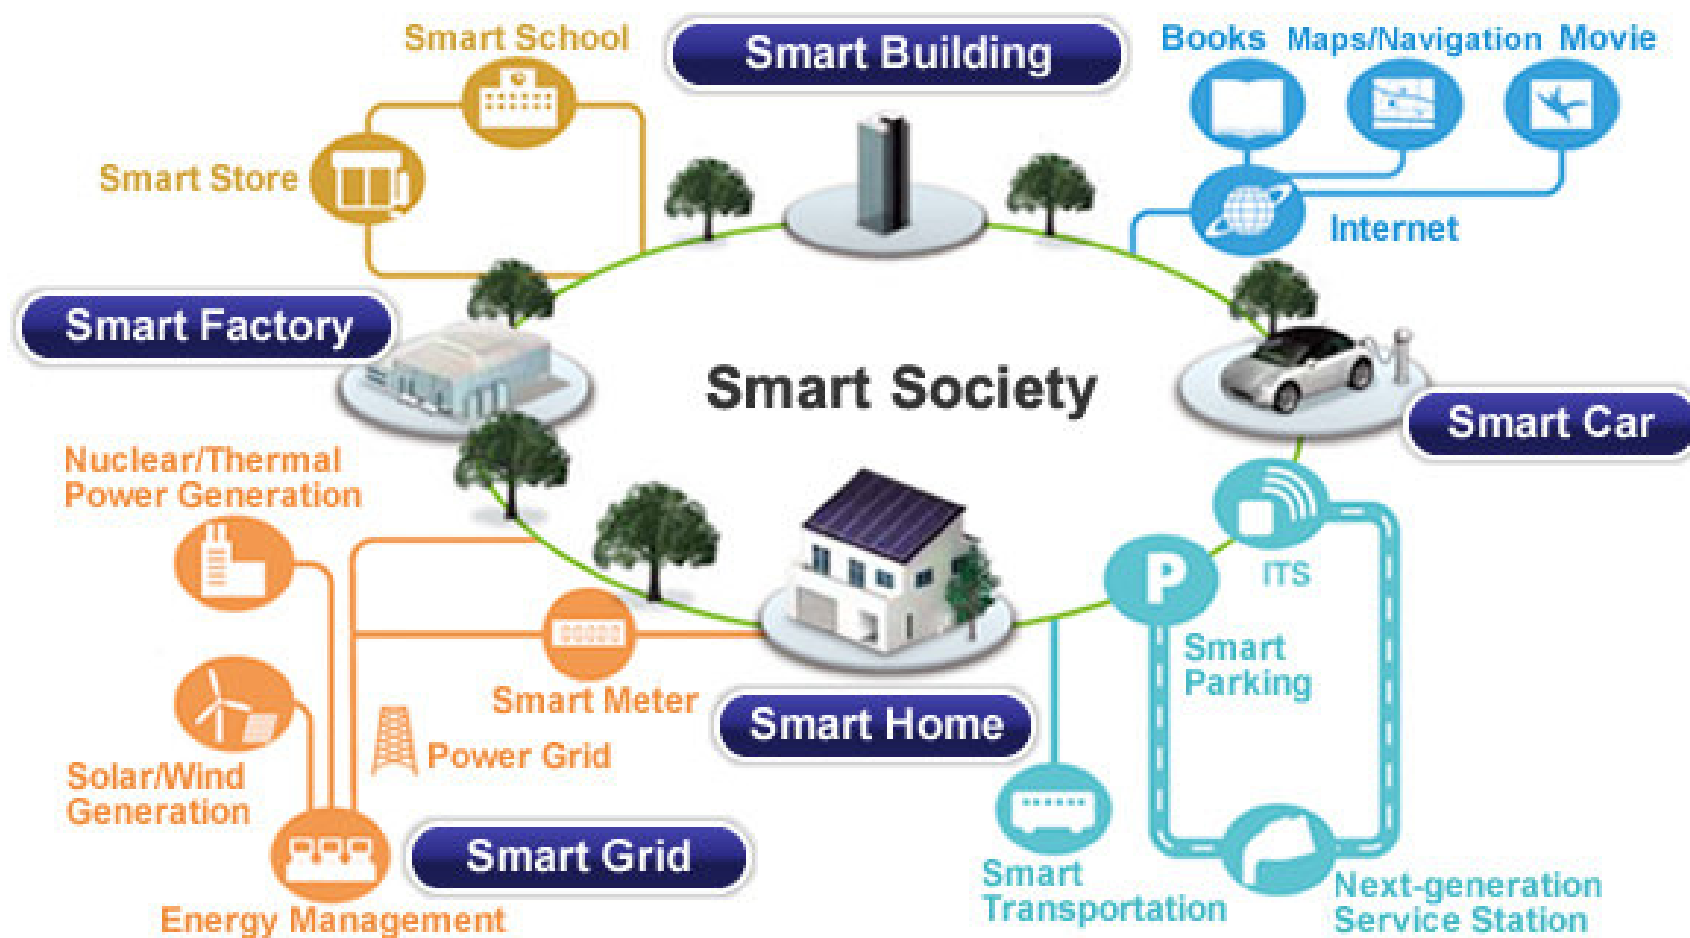 Smart School
Smart Building
Books
Maps/Navigation
Movie
Smart Store
Internet
Smart Factory
Smart Society
Smart Car
Nuclear/Thermal
Power Generation
ITS
P
Smart
Parking
Smart Meter
Smart Home
Power Grid
Solar/Wind
Generation
Smart Grid
Energy Management
Smart
Transportation
Next-generation
Service Station